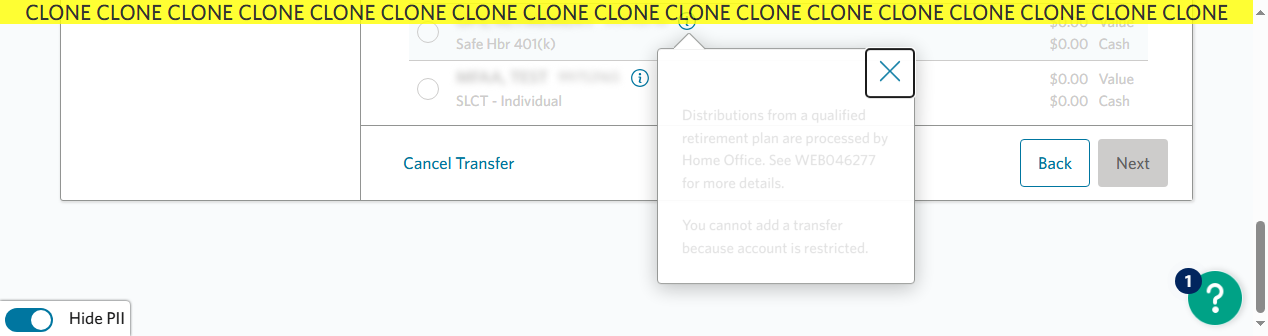 CLONE CLONE CLONE CLONE CLONE CLONE CLONE CLONE CLONE CLONE CLONE CLONE CLONE CLONE CLONE CLONE CLONE
$0.00 Value
Safe Hbr 401(k)
$0.00 Cash
$0.00 Value
SLCT - Individual
$0.00 Cash
Distributions from a qualified
retirement plan are processed by
Home Office. See WEB046277
for more details.
You cannot add a transfer
because account is restricted.
Cancel Transfer
Back
Next
1
?
Hide PII